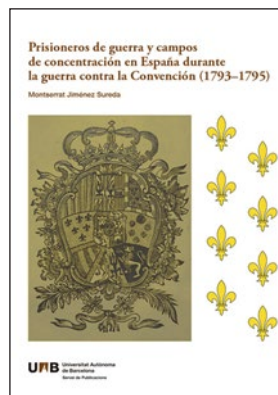 Prisioneros de guerra y campos
de concentración en España durante
la guerra contra la Convención (1793–1795)
Montserrat Jiménez Sureda
UAB
Universitat Autònoma
de Barcelona
Servei de Publicacions